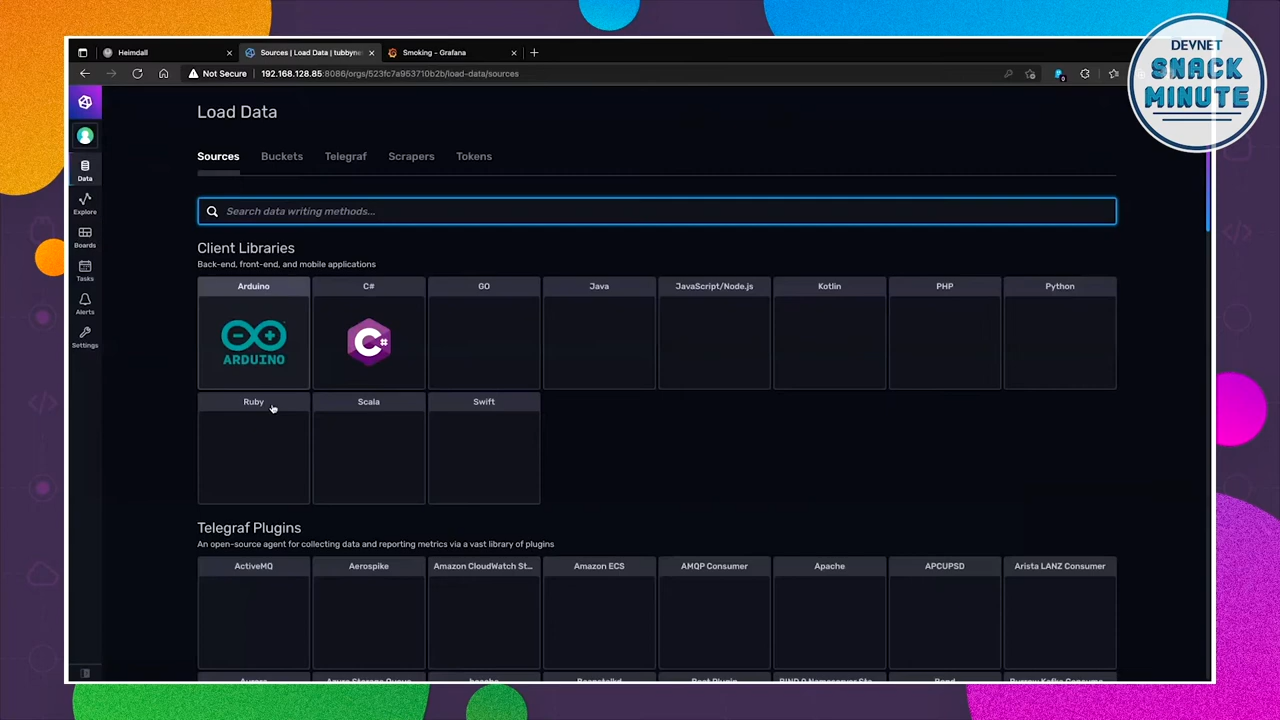 DEVNET
SNACK
MINUTE
Heimdall
Sources | Load Data | tubbyne
Smoking - Grafana
Not Secure
192.168.128.85:8086/orgs/523fc7a953710b2b/load-data/sources
Load Data
Sources
Buckets
Telegraf
Scrapers
Tokens
Search data writing methods...
Data
Explore
Boards
Tasks
Alerts
Settings
Client Libraries
Back-end, front-end, and mobile applications
Arduino
C#
GO
Java
JavaScript/Node.js
Kotlin
PHP
Python
ARDUINO
C#
Ruby
Scala
Swift
Telegraf Plugins
An open-source agent for collecting data and reporting metrics via a vast library of plugins
ActiveMQ
Aerospike
Amazon CloudWatch St...
Amazon ECS
AMQP Consumer
Apache
APCUPSD
Arista LANZ Consumer